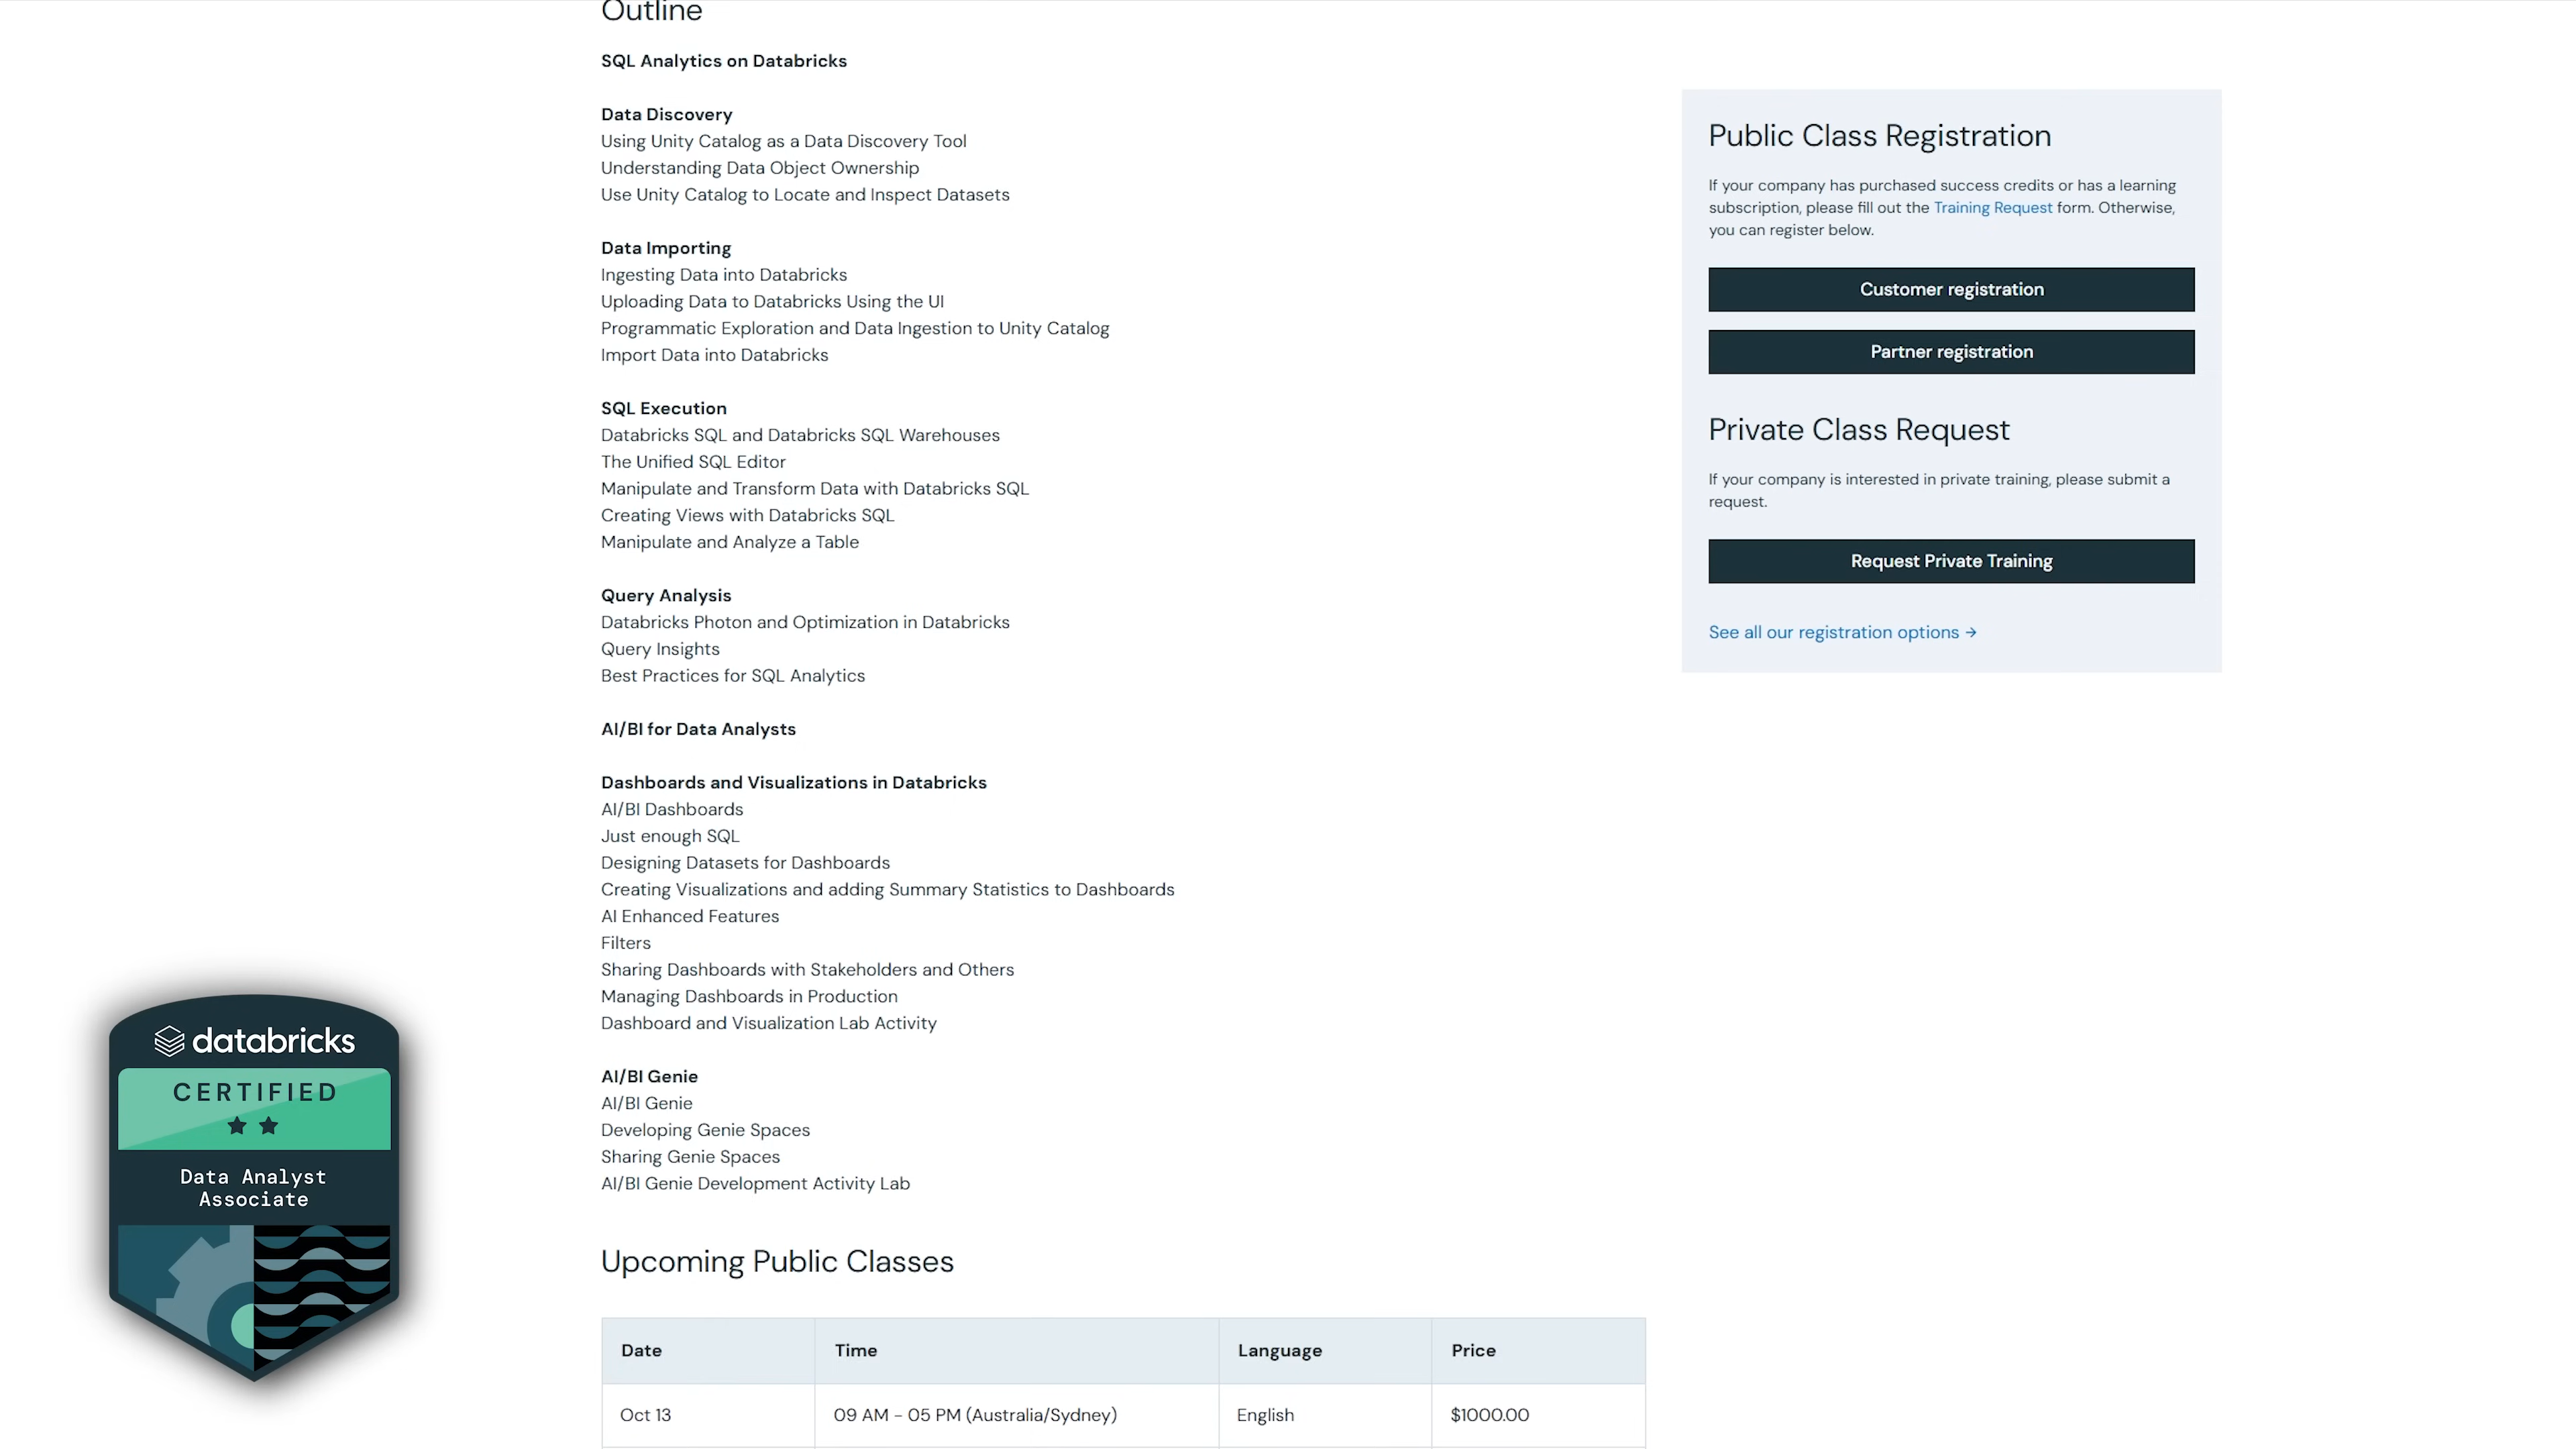 Outline
SQL Analytics on Databricks
Data Discovery
Using Unity Catalog as a Data Discovery Tool
Understanding Data Object Ownership
Use Unity Catalog to Locate and Inspect Datasets
Data Importing
Ingesting Data into Databricks
Uploading Data to Databricks Using the UI
Programmatic Exploration and Data Ingestion to Unity Catalog
Import Data into Databricks
SQL Execution
Databricks SQL and Databricks SQL Warehouses
The Unified SQL Editor
Manipulate and Transform Data with Databricks SQL
Creating Views with Databricks SQL
Manipulate and Analyze a Table
Query Analysis
Databricks Photon and Optimization in Databricks
Query Insights
Best Practices for SQL Analytics
AI/BI for Data Analysts
Dashboards and Visualizations in Databricks
AI/BI Dashboards
Just enough SQL
Designing Datasets for Dashboards
Creating Visualizations and adding Summary Statistics to Dashboards
AI Enhanced Features
Filters
Sharing Dashboards with Stakeholders and Others
Managing Dashboards in Production
Dashboard and Visualization Lab Activity
AI/BI Genie
AI/BI Genie
Developing Genie Spaces
Sharing Genie Spaces
AI/BI Genie Development Activity Lab
Upcoming Public Classes
Date Time Language Price
Oct 13 09 AM - 05 PM (Australia/Sydney) English $1000.00
Public Class Registration
If your company has purchased success credits or has a learning
subscription, please fill out the Training Request form. Otherwise,
you can register below.
Customer registration
Partner registration
Private Class Request
If your company is interested in private training, please submit a
request.
Request Private Training
See all our registration options →
databricks
CERTIFIED
Data Analyst
Associate